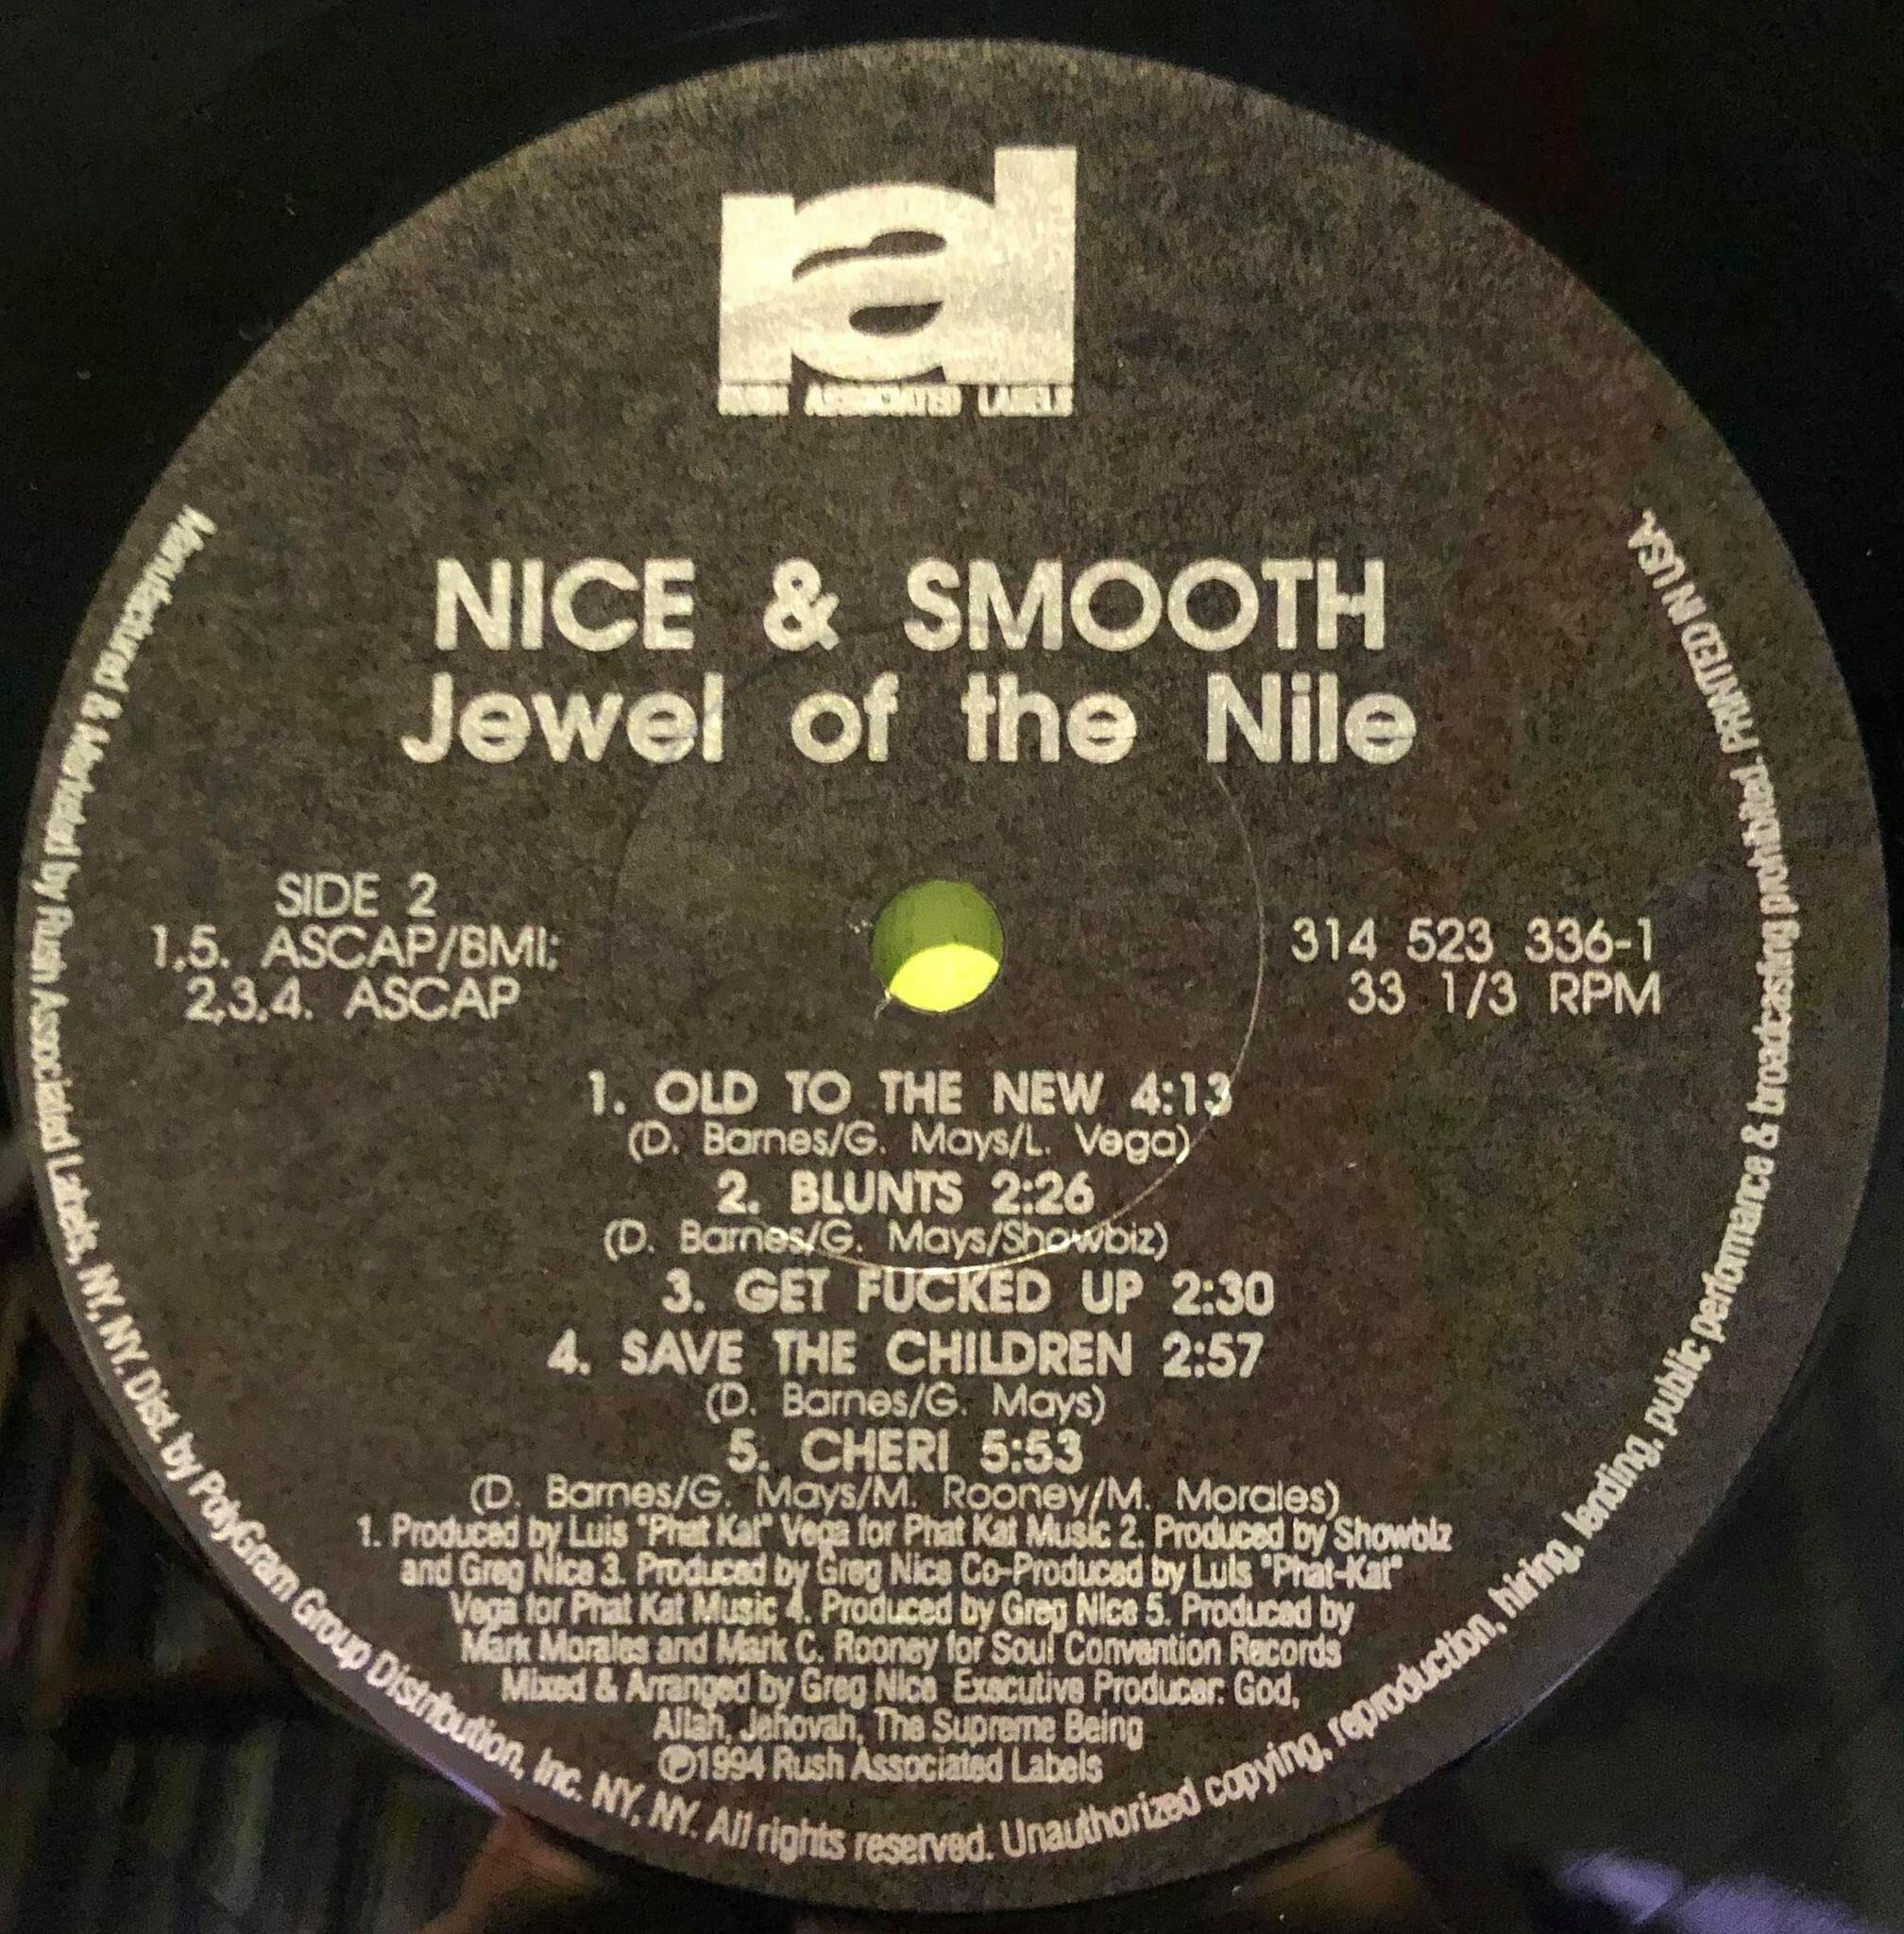 ral
RUSH ASSOCIATED LABELS
NICE & SMOOTH
Jewel of the Nile
SIDE 2
1,5. ASCAP/BMI;
2,3,4. ASCAP
314 523 336-1
33 1/3 RPM
1. OLD TO THE NEW 4:13
(D. Barnes/G. Mays/L. Vega)
2. BLUNTS 2:26
(D. Barnes/G. Mays/Showbiz)
3. GET FUCKED UP 2:30
4. SAVE THE CHILDREN 2:57
(D. Barnes/G. Mays)
5. CHERI 5:53
(D. Barnes/G. Mays/M. Rooney/M. Morales)
1. Produced by Luis "Phat Kat" Vega for Phat Kat Music 2. Produced by Showbiz
and Greg Nice 3. Produced by Greg Nice Co-Produced by Luis "Phat-Kat"
Vega for Phat Kat Music 4. Produced by Greg Nice 5. Produced by
Mark Morales and Mark C. Rooney for Soul Convention Records
Mixed & Arranged by Greg Nice Executive Producer: God,
Allah, Jehovah, The Supreme Being
℗1994 Rush Associated Labels
Manufactured & Marketed by Rush Associated Labels, NY, NY. Dist. by PolyGram Group Distribution, Inc. NY, NY. All rights reserved. Unauthorized copying, reproduction, hiring, lending, public performance & broadcasting prohibited. PRINTED IN USA.